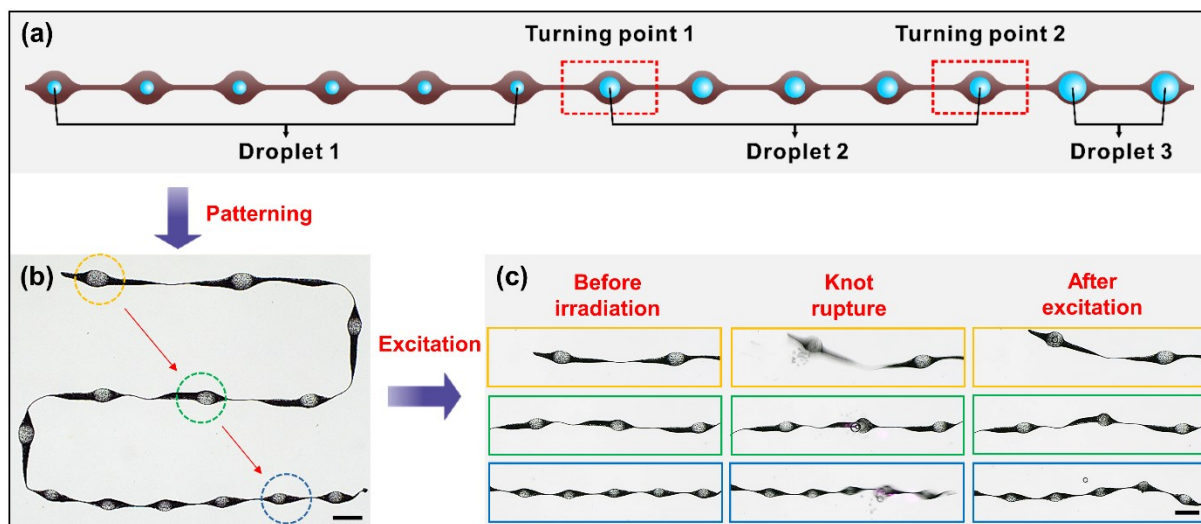 (a)
Turning point 1
Turning point 2
Droplet 1
Droplet 2
Droplet 3
Patterning
(b)
Excitation
(c)
Before
irradiation
Knot
rupture
After
excitation